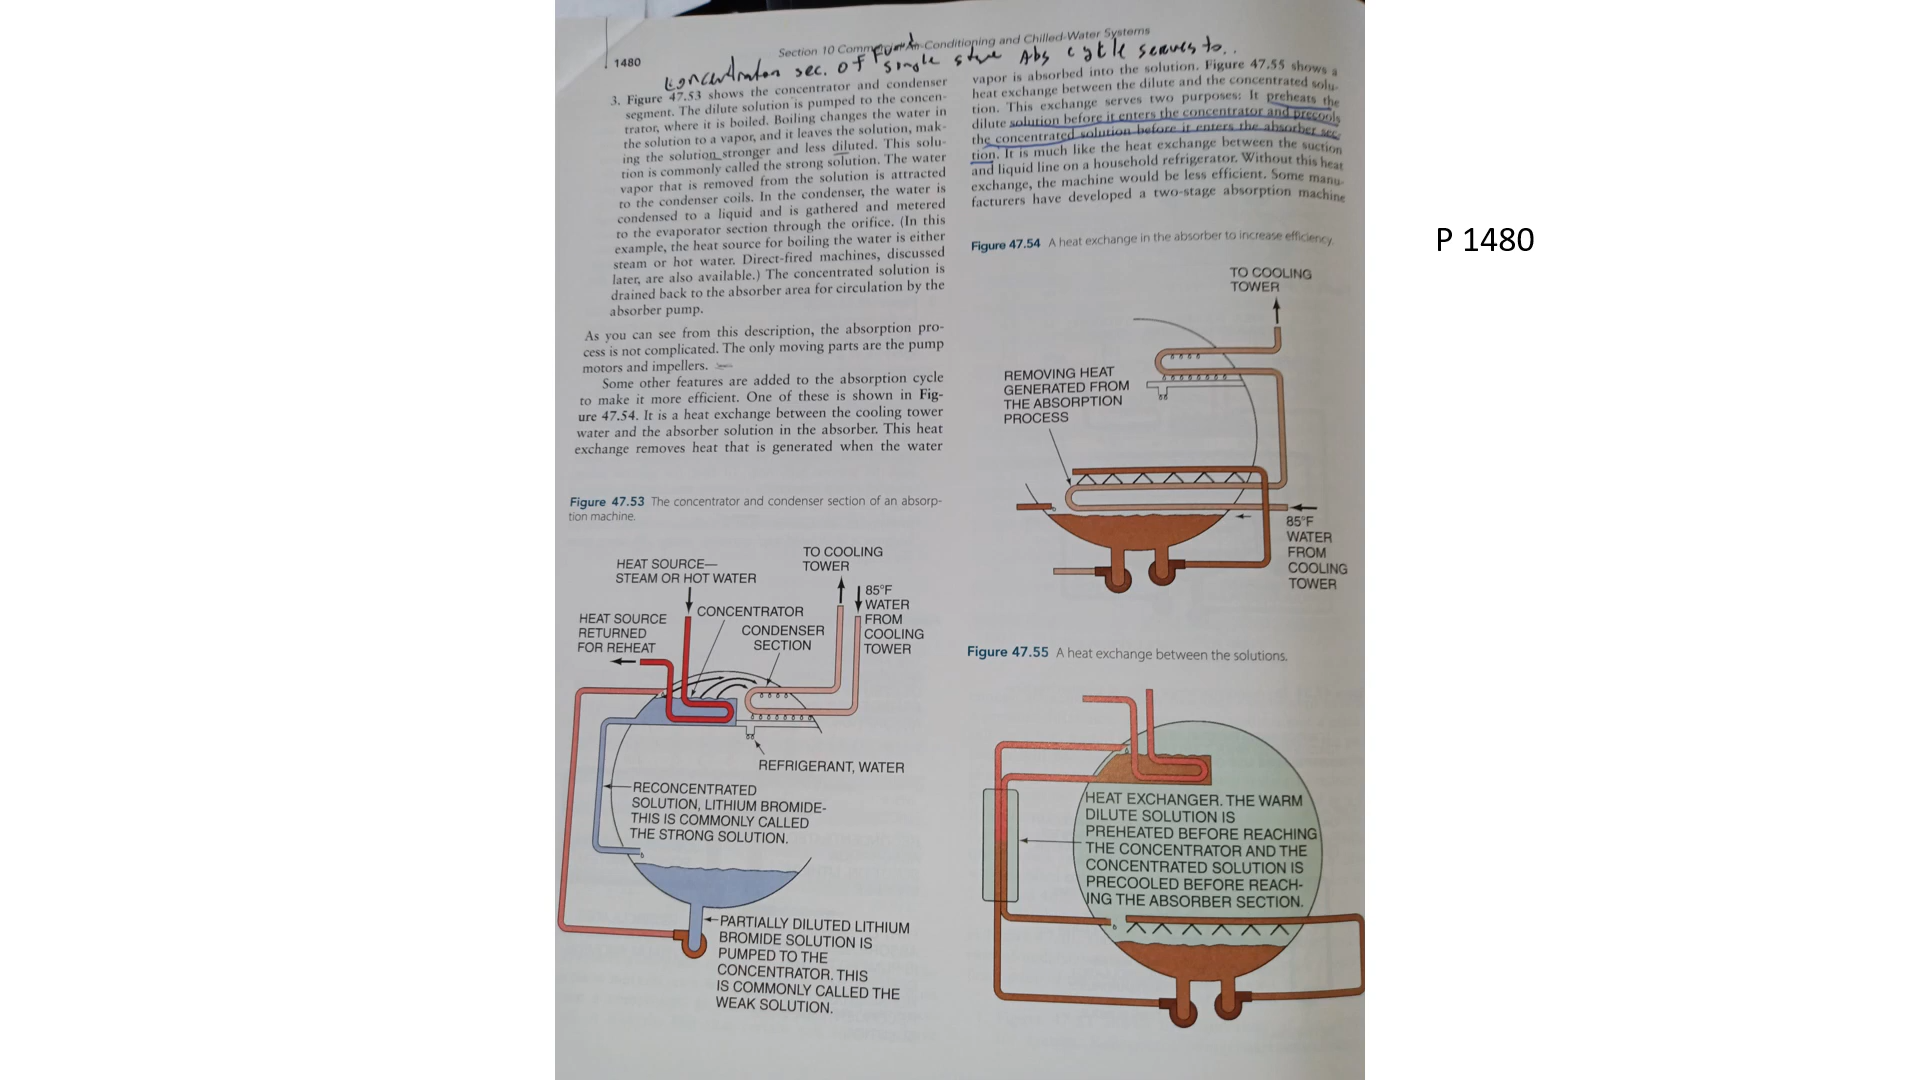 Section 10 Commercial Air-Conditioning and Chilled-Water Systems
1480
sec. of single stage Abs cycle serves to..
3. Figure 47.53 shows the concentrator and condenser
segment. The dilute solution is pumped to the concen-
trator, where it is boiled. Boiling changes the water in
the solution to a vapor, and it leaves the solution, mak-
ing the solution stronger and less diluted. This solu-
tion is commonly called the strong solution. The water
vapor that is removed from the solution is attracted
to the condenser coils. In the condenser, the water is
condensed to a liquid and is gathered and metered
to the evaporator section through the orifice. (In this
example, the heat source for boiling the water is either
steam or hot water. Direct-fired machines, discussed
later, are also available.) The concentrated solution is
drained back to the absorber area for circulation by the
absorber pump.
As you can see from this description, the absorption pro-
cess is not complicated. The only moving parts are the pump
motors and impellers.
Some other features are added to the absorption cycle
to make it more efficient. One of these is shown in Fig-
ure 47.54. It is a heat exchange between the cooling tower
water and the absorber solution in the absorber. This heat
exchange removes heat that is generated when the water
vapor is absorbed into the solution. Figure 47.55 shows a
heat exchange between the dilute and the concentrated solu-
tion. This exchange serves two purposes: It preheats the
dilute solution before it enters the concentrator and precools
the concentrated solution before it enters the absorber sec-
tion. It is much like the heat exchange between the suction
and liquid line on a household refrigerator. Without this heat
exchange, the machine would be less efficient. Some manu-
facturers have developed a two-stage absorption machine
Figure 47.53 The concentrator and condenser section of an absorp-
tion machine.
HEAT SOURCE—
STEAM OR HOT WATER
TO COOLING
TOWER
85°F
WATER
FROM
COOLING
TOWER
HEAT SOURCE
RETURNED
FOR REHEAT
CONCENTRATOR
CONDENSER
SECTION
REFRIGERANT, WATER
RECONCENTRATED
SOLUTION, LITHIUM BROMIDE-
THIS IS COMMONLY CALLED
THE STRONG SOLUTION.
PARTIALLY DILUTED LITHIUM
BROMIDE SOLUTION IS
PUMPED TO THE
CONCENTRATOR. THIS
IS COMMONLY CALLED THE
WEAK SOLUTION.
Figure 47.54 A heat exchange in the absorber to increase efficiency.
TO COOLING
TOWER
REMOVING HEAT
GENERATED FROM
THE ABSORPTION
PROCESS
85°F
WATER
FROM
COOLING
TOWER
Figure 47.55 A heat exchange between the solutions.
HEAT EXCHANGER. THE WARM
DILUTE SOLUTION IS
PREHEATED BEFORE REACHING
THE CONCENTRATOR AND THE
CONCENTRATED SOLUTION IS
PRECOOLED BEFORE REACH-
ING THE ABSORBER SECTION.
P 1480